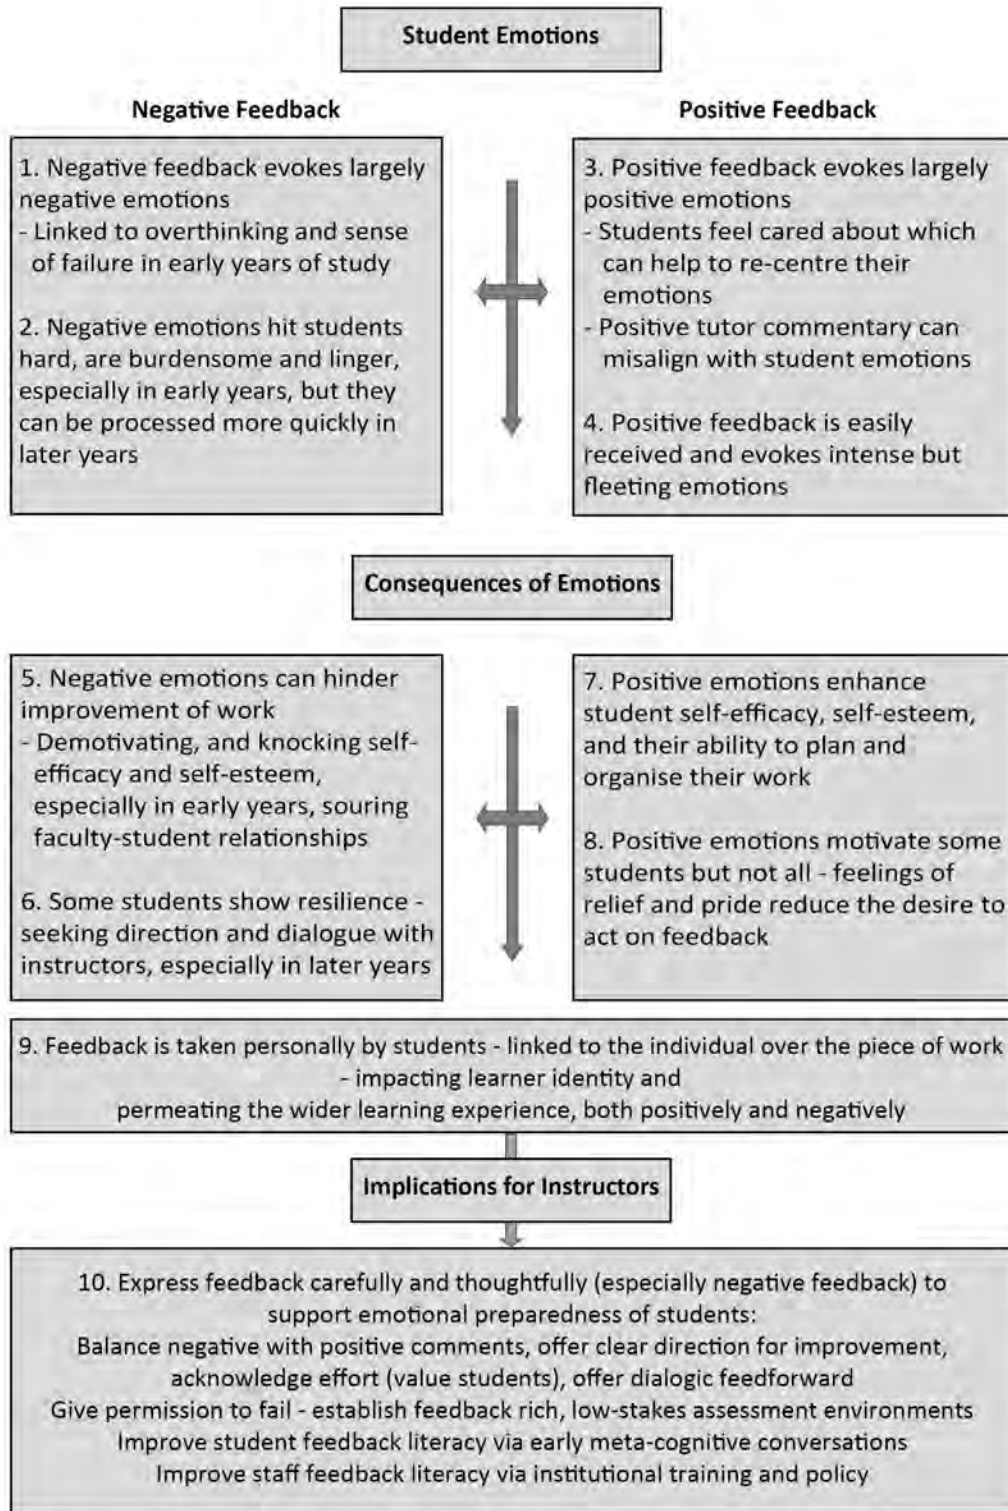 Student Emotions
Negative Feedback
1. Negative feedback evokes largely
negative emotions
- Linked to overthinking and sense
of failure in early years of study
2. Negative emotions hit students
hard, are burdensome and linger,
especially in early years, but they
can be processed more quickly in
later years
Positive Feedback
3. Positive feedback evokes largely
positive emotions
- Students feel cared about which
can help to re-centre their
emotions
- Positive tutor commentary can
misalign with student emotions
4. Positive feedback is easily
received and evokes intense but
fleeting emotions
Consequences of Emotions
5. Negative emotions can hinder
improvement of work
- Demotivating, and knocking self-
efficacy and self-esteem,
especially in early years, souring
faculty-student relationships
6. Some students show resilience -
seeking direction and dialogue with
instructors, especially in later years
7. Positive emotions enhance
student self-efficacy, self-esteem,
and their ability to plan and
organise their work
8. Positive emotions motivate some
students but not all - feelings of
relief and pride reduce the desire to
act on feedback
9. Feedback is taken personally by students - linked to the individual over the piece of work
- impacting learner identity and
permeating the wider learning experience, both positively and negatively
Implications for Instructors
10. Express feedback carefully and thoughtfully (especially negative feedback) to
support emotional preparedness of students:
Balance negative with positive comments, offer clear direction for improvement,
acknowledge effort (value students), offer dialogic feedforward
Give permission to fail - establish feedback rich, low-stakes assessment environments
Improve student feedback literacy via early meta-cognitive conversations
Improve staff feedback literacy via institutional training and policy